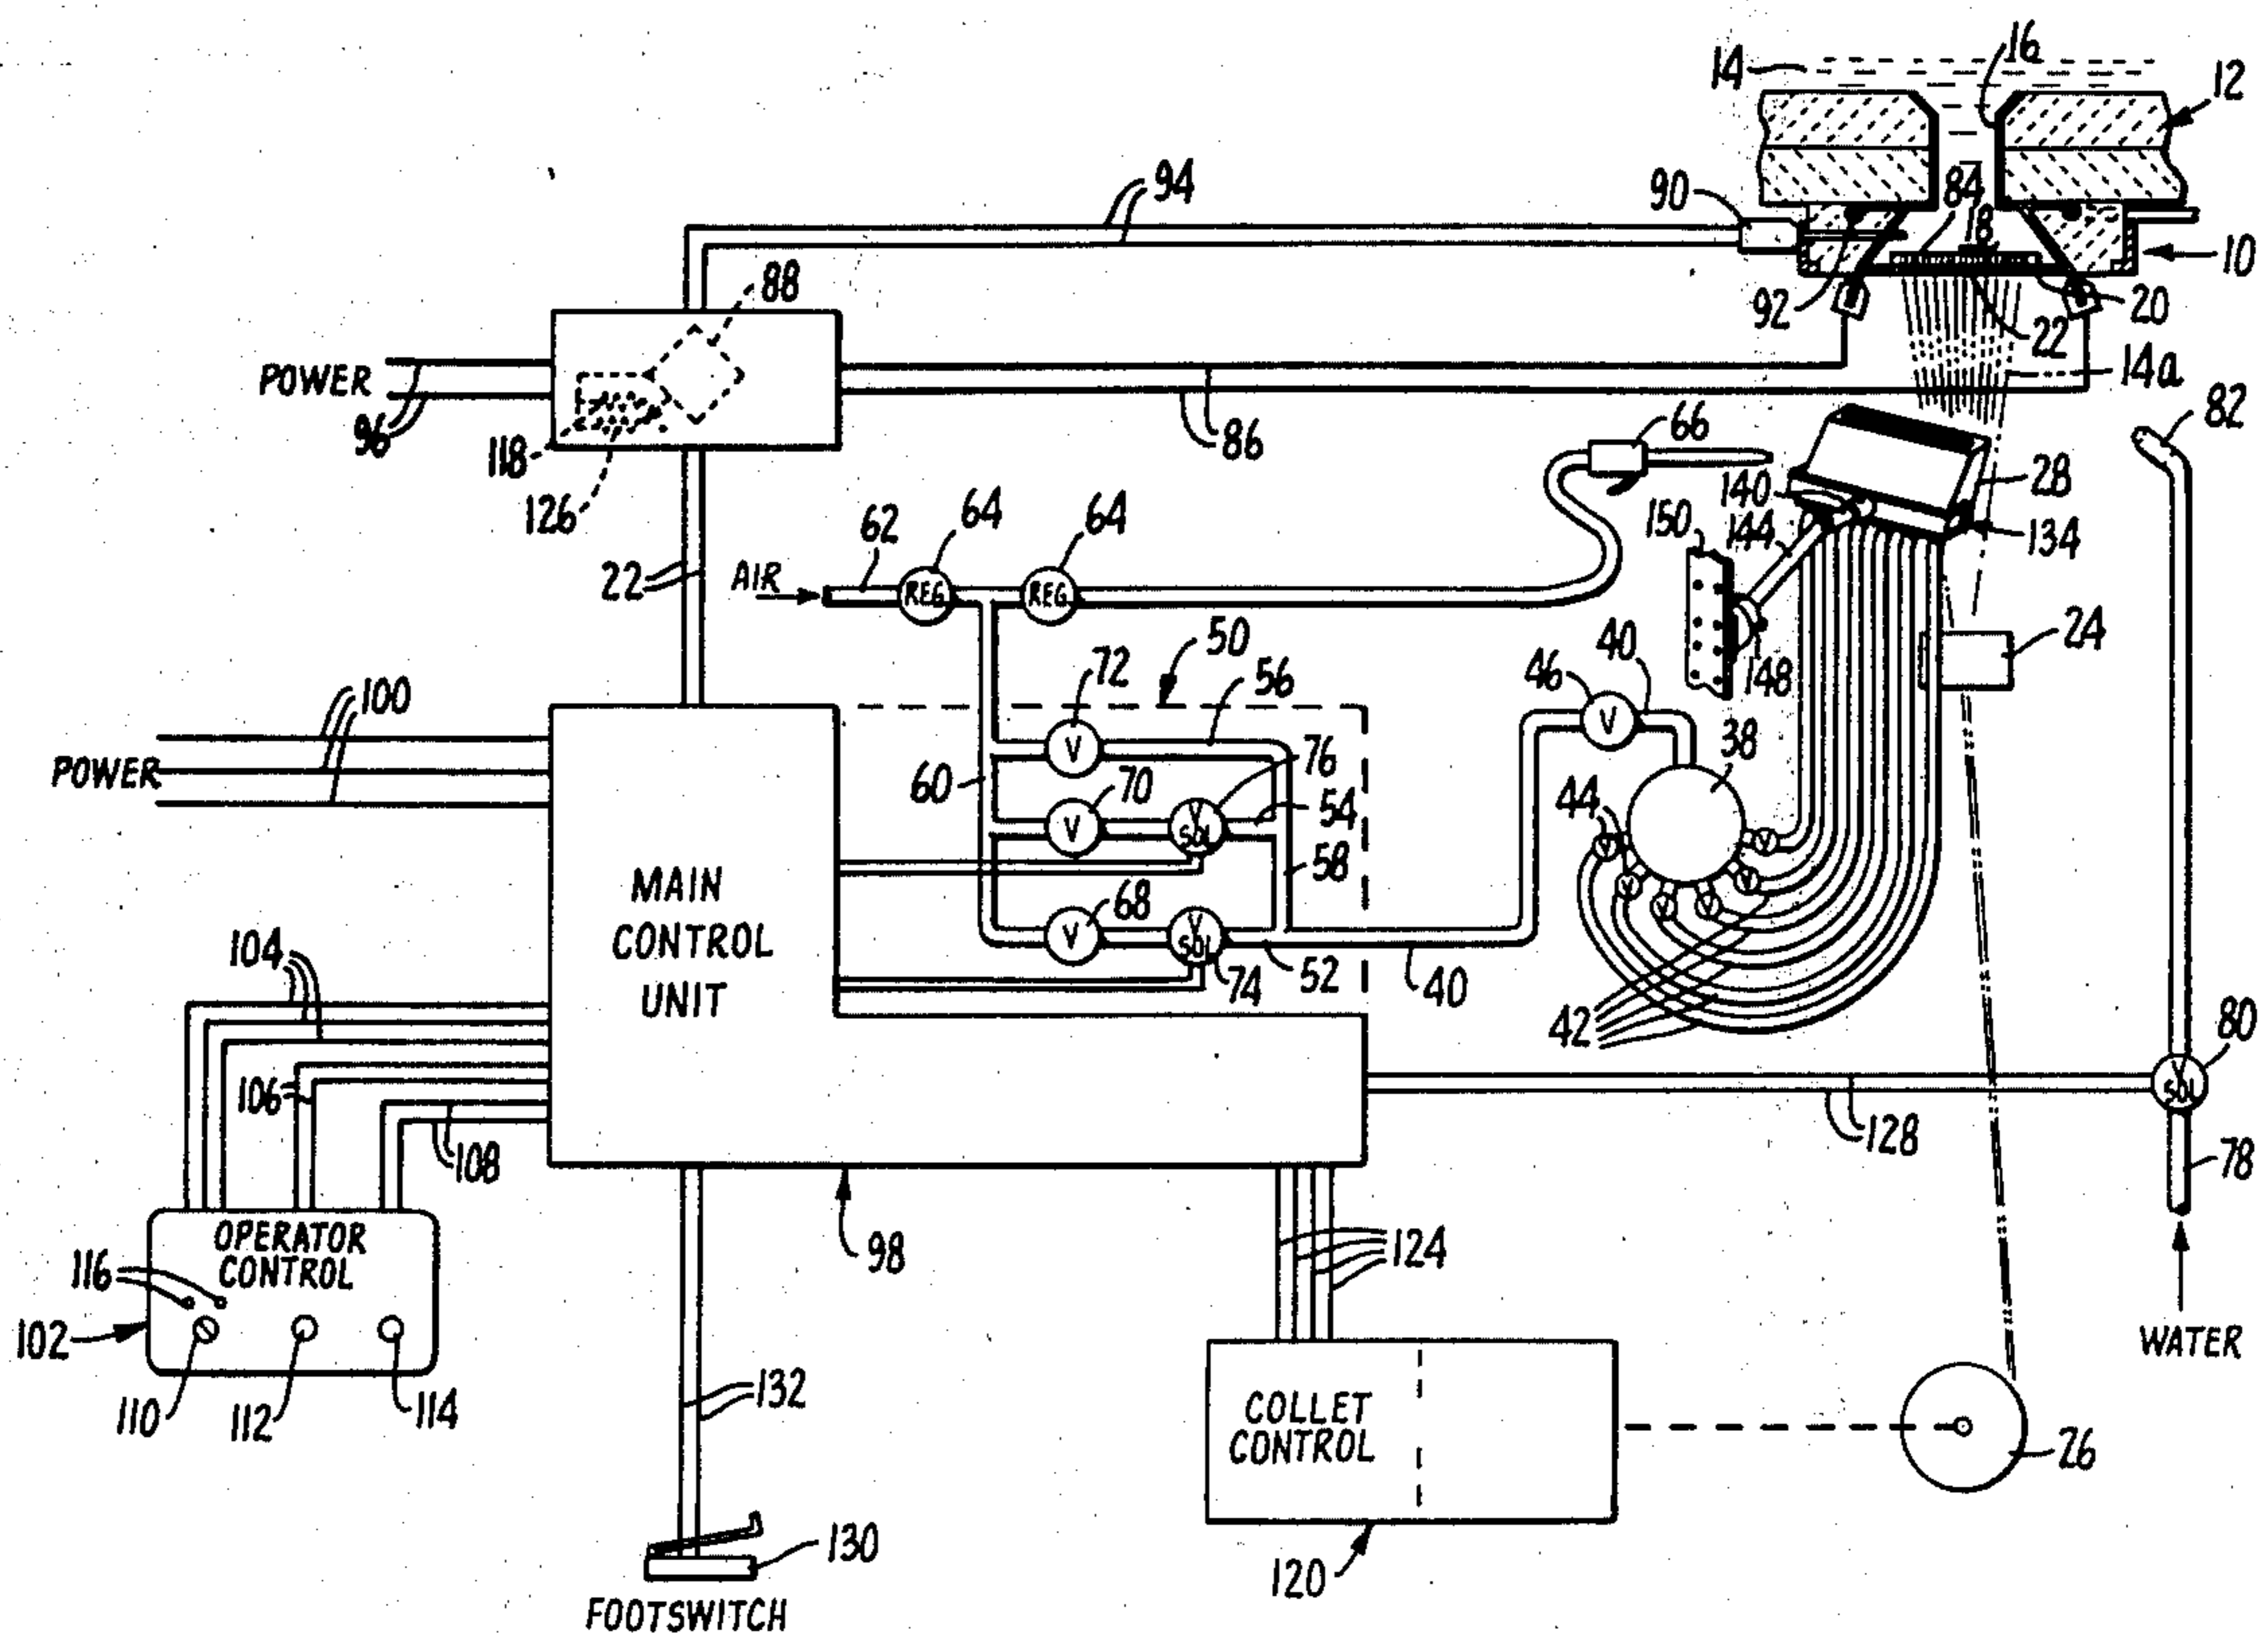 16
14
12
94
90
84
18
88
10
92
20
22
POWER
14a
96
118
86
66
82
126
140
28
64
64
150
144
134
62
22
AIR
REG
REG
50
40
24
72
56
46
148
100
V
V
76
38
POWER
60
70
54
44
V
V
SOL
V
V
58
MAIN
CONTROL
UNIT
68
V
V
V
V
104
V
V
SOL
74
52
40
42
80
106
V
SOL
108
128
78
OPERATOR
CONTROL
116
98
124
102
WATER
110
112
114
132
COLLET
CONTROL
26
130
120
FOOTSWITCH